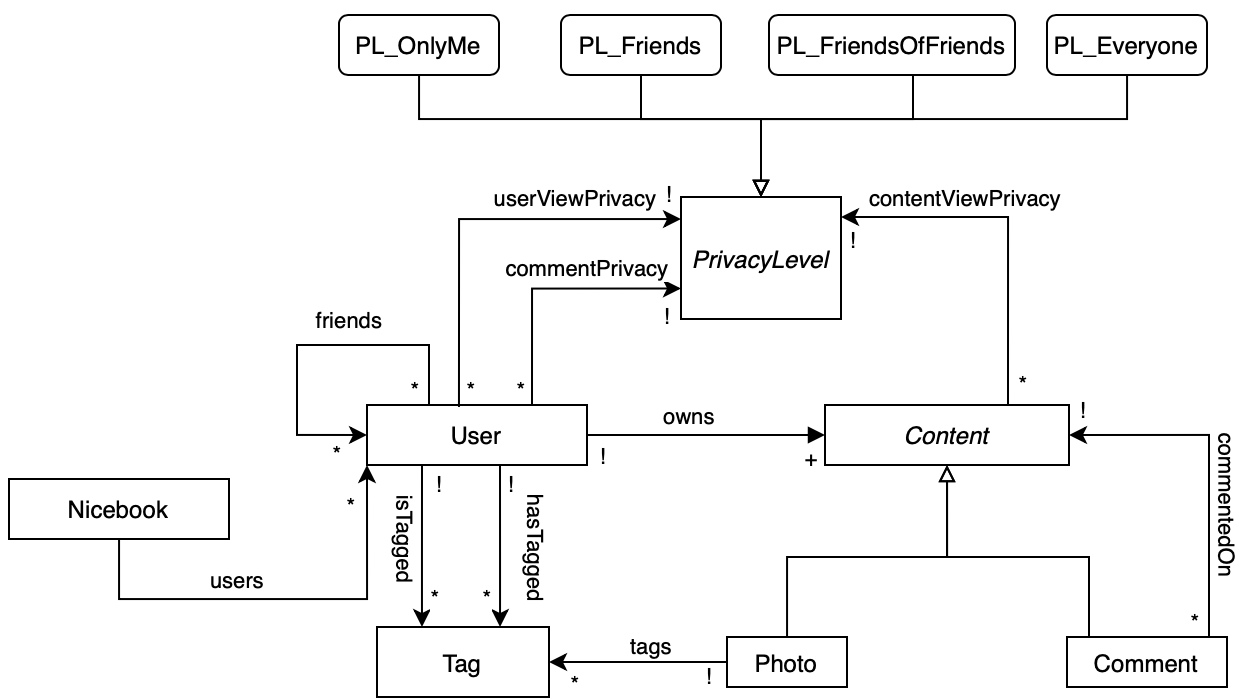 PL_OnlyMe
PL_Friends
PL_FriendsOfFriends
PL_Everyone
userViewPrivacy
!
contentViewPrivacy
!
PrivacyLevel
commentPrivacy
!
friends
*
*
*
*
*
User
owns
!
+
Content
!
commentedOn
*
Nicebook
users
*
!
isTagged
*
!
hasTagged
*
Tag
tags
*
!
Photo
Comment